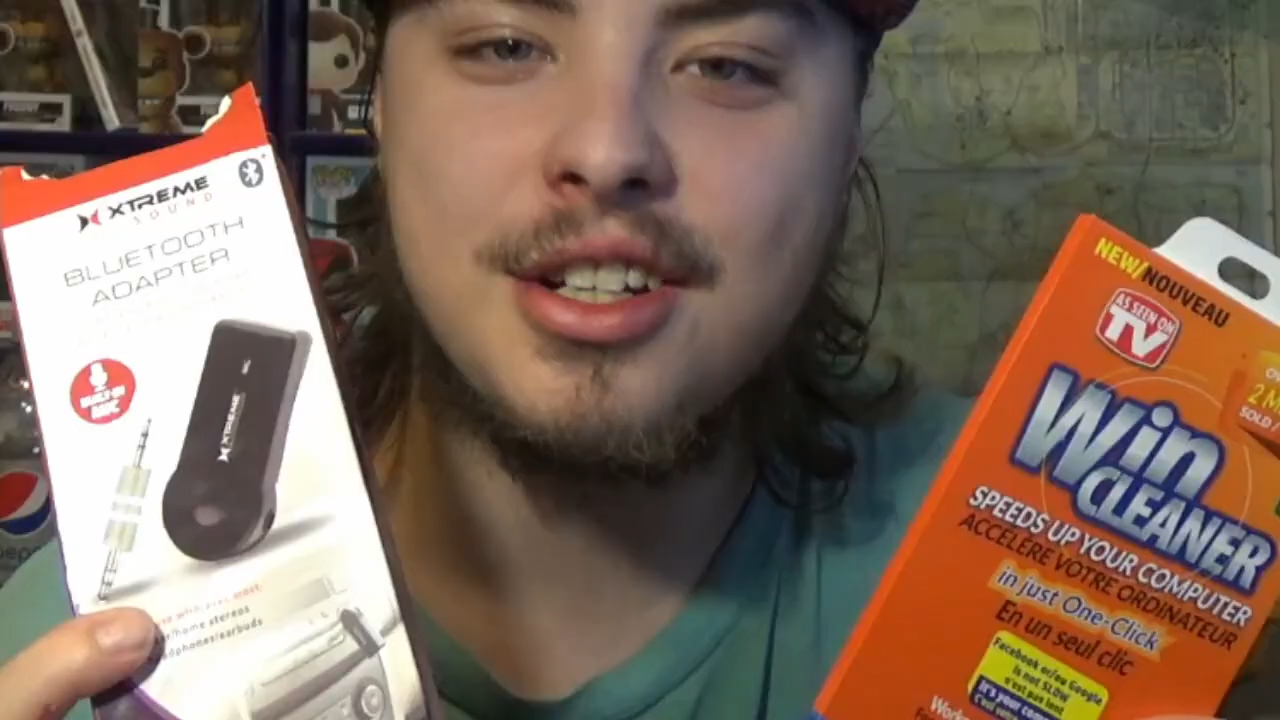 XTREME
SOUND
BLUETOOTH
ADAPTER
BUILT-IN
MIC
XTREME
home stereos
NEW/NOUVEAU
AS SEEN ON
TV
2 M
SOLD
Win
CLEANER
SPEEDS UP YOUR COMPUTER
ACCÉLÈRE VOTRE ORDINATEUR
in just One-Click
En un seul clic
Facebook or/ou Google
is not SLOW
n'est pas lent
It's your
pepsi